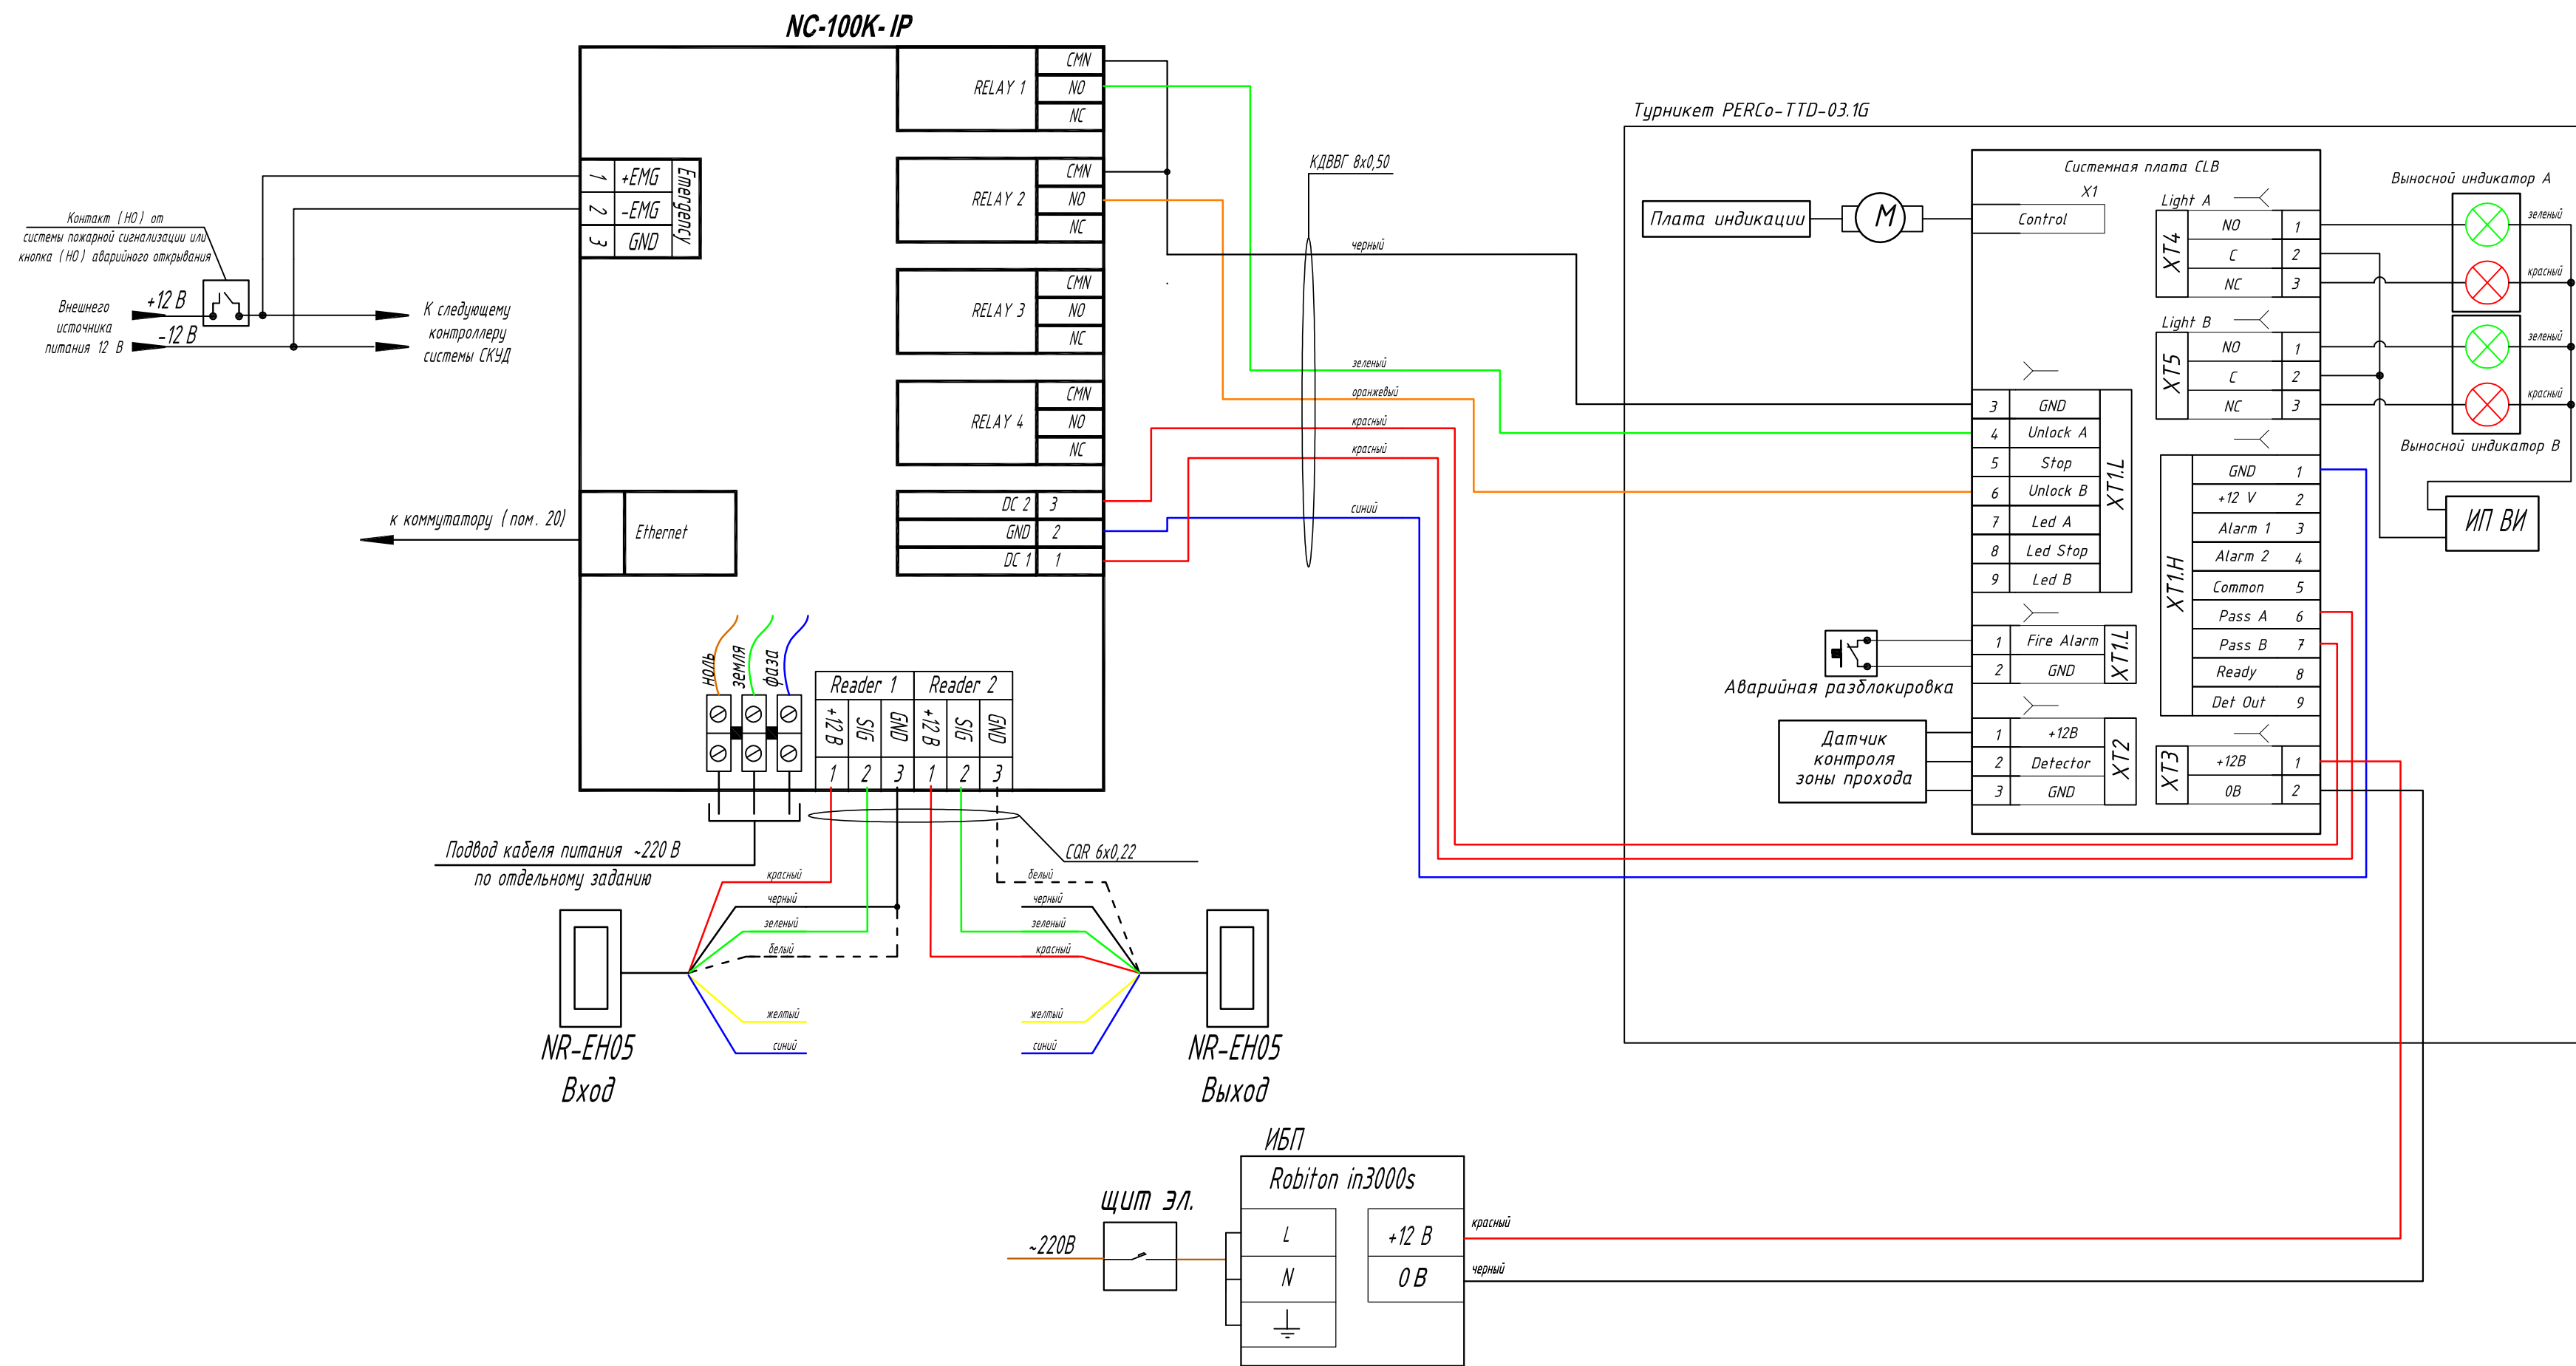 NC-100K-IP
RELAY 1
CMN
NO
NC
RELAY 2
CMN
NO
NC
RELAY 3
CMN
NO
NC
RELAY 4
CMN
NO
NC
DC 2 3
GND 2
DC 1 1
1 +EMG
2 -EMG
3 GND
Emergency
Ethernet
к коммутатору (пом. 20)
Контакт (НО) от
системы пожарной сигнализации или
кнопка (НО) аварийного открывания
Внешнего
источника
питания 12 В
+12 В
-12 В
К следующему
контроллеру
системы СКУД
ноль
земля
фаза
Reader 1
Reader 2
+12 В
SIG
GND
+12 В
SIG
GND
1 2 3 1 2 3
Подвод кабеля питания ~220 В
по отдельному заданию
CQR 6x0,22
красный
черный
зеленый
белый
желтый
синий
белый
черный
зеленый
красный
желтый
синий
NR-EH05
Вход
NR-EH05
Выход
КДВВГ 8x0,50
черный
зеленый
оранжевый
красный
красный
синий
Турникет PERCo-TTD-03.1G
Системная плата CLB
X1
Control
Плата индикации
М
3 GND
4 Unlock A
5 Stop
6 Unlock B
7 Led A
8 Led Stop
9 Led B
XT1.L
1 Fire Alarm
2 GND
XT1.L
Аварийная разблокировка
1 +12В
2 Detector
3 GND
XT2
Датчик
контроля
зоны прохода
Light A
XT4
NO 1
C 2
NC 3
Light B
XT5
NO 1
C 2
NC 3
XT1.H
GND 1
+12 V 2
Alarm 1 3
Alarm 2 4
Common 5
Pass A 6
Pass B 7
Ready 8
Det Out 9
XT3
+12В 1
0В 2
Выносной индикатор А
зеленый
красный
зеленый
красный
Выносной индикатор В
ИП ВИ
ИБП
Robiton in3000s
L
N
+12 В
0 В
красный
черный
щит эл.
~220В